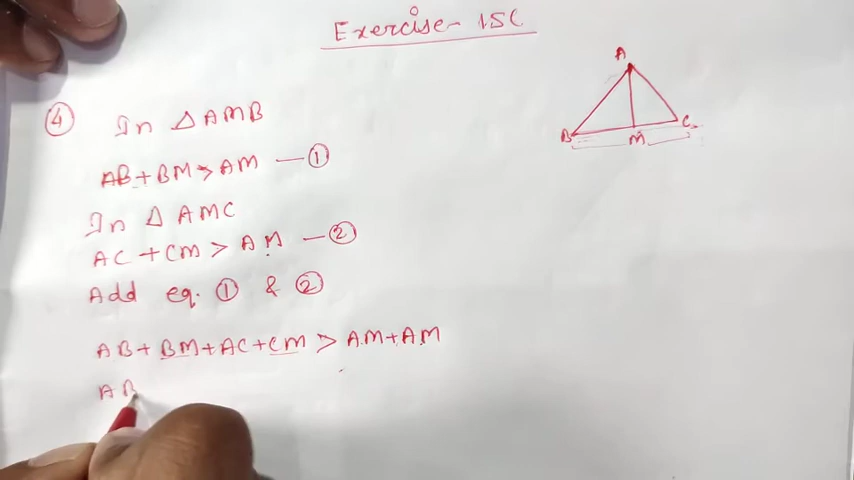 Exercise- 15C
④ In △AMB
AB+BM>AM —①
In △ AMC
AC +CM > AM —②
Add eq. ① & ②
AB+BM+AC+CM > AM+AM
AB
A
B
M
C